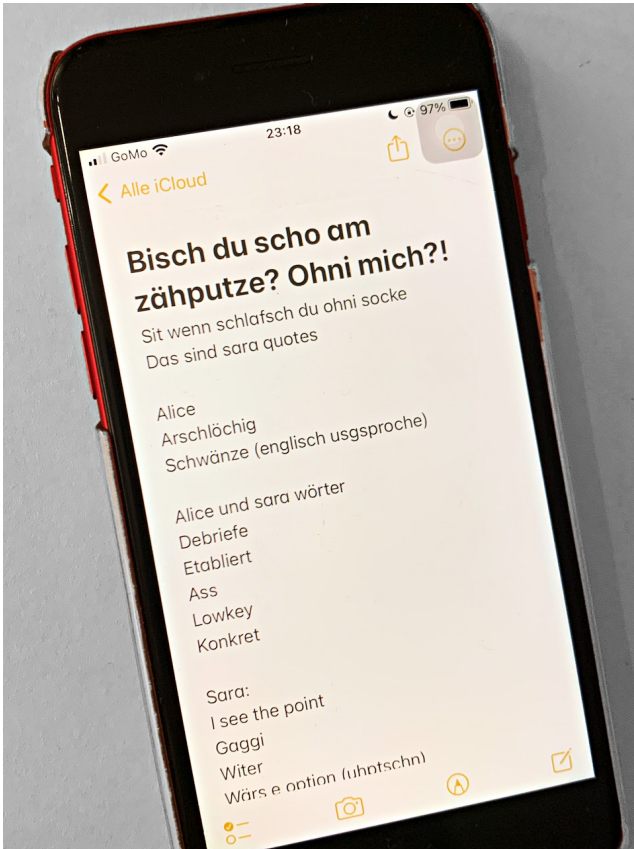 GoMo
23:18
97%
Alle iCloud
Bisch du scho am
zähputze? Ohni mich?!
Sit wenn schlafsch du ohni socke
Das sind sara quotes
Alice
Arschlöchig
Schwänze (englisch usgsproche)
Alice und sara wörter
Debriefe
Etabliert
Ass
Lowkey
Konkret
Sara:
I see the point
Gaggi
Witer
Wärs e option